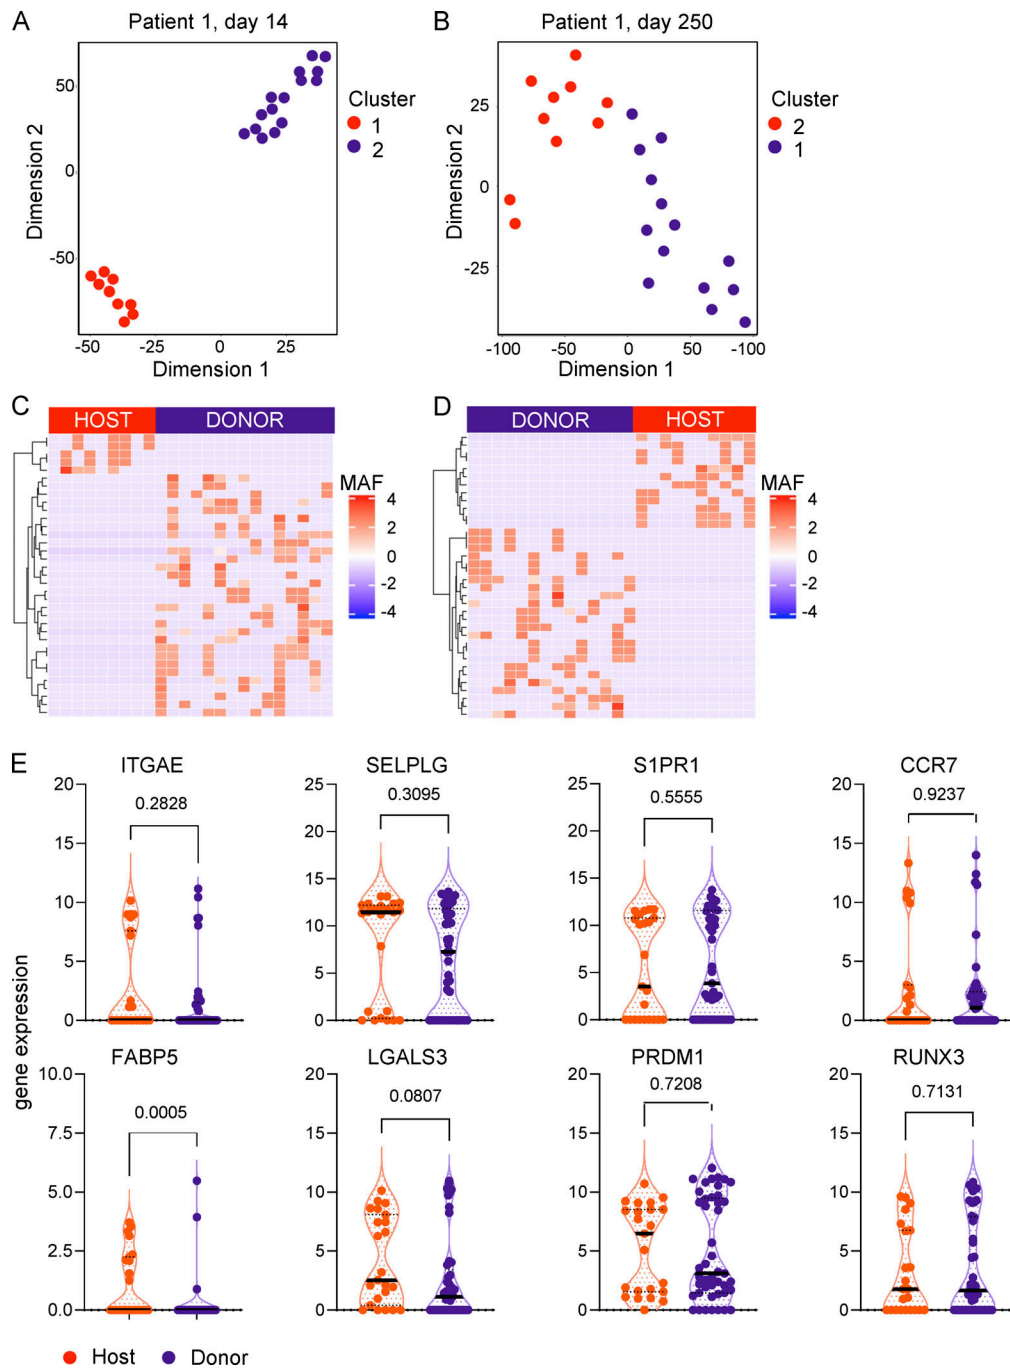 A
Patient 1, day 14
50
0
-50
-50
-25
0
25
Dimension 2
Dimension 1
Cluster
1
2
B
Patient 1, day 250
25
0
-25
-100
-50
0
50
-100
Dimension 2
Dimension 1
Cluster
2
1
C
HOST
DONOR
MAF
4
2
0
-2
-4
D
DONOR
HOST
MAF
4
2
0
-2
-4
E
gene expression
ITGAE
20
15
10
5
0
0.2828
SELPLG
25
20
15
10
5
0
0.3095
S1PR1
25
20
15
10
5
0
0.5555
CCR7
20
15
10
5
0
0.9237
FABP5
10.0
7.5
5.0
2.5
0.0
0.0005
LGALS3
20
15
10
5
0
0.0807
PRDM1
20
15
10
5
0
0.7208
RUNX3
20
15
10
5
0
0.7131
Host
Donor